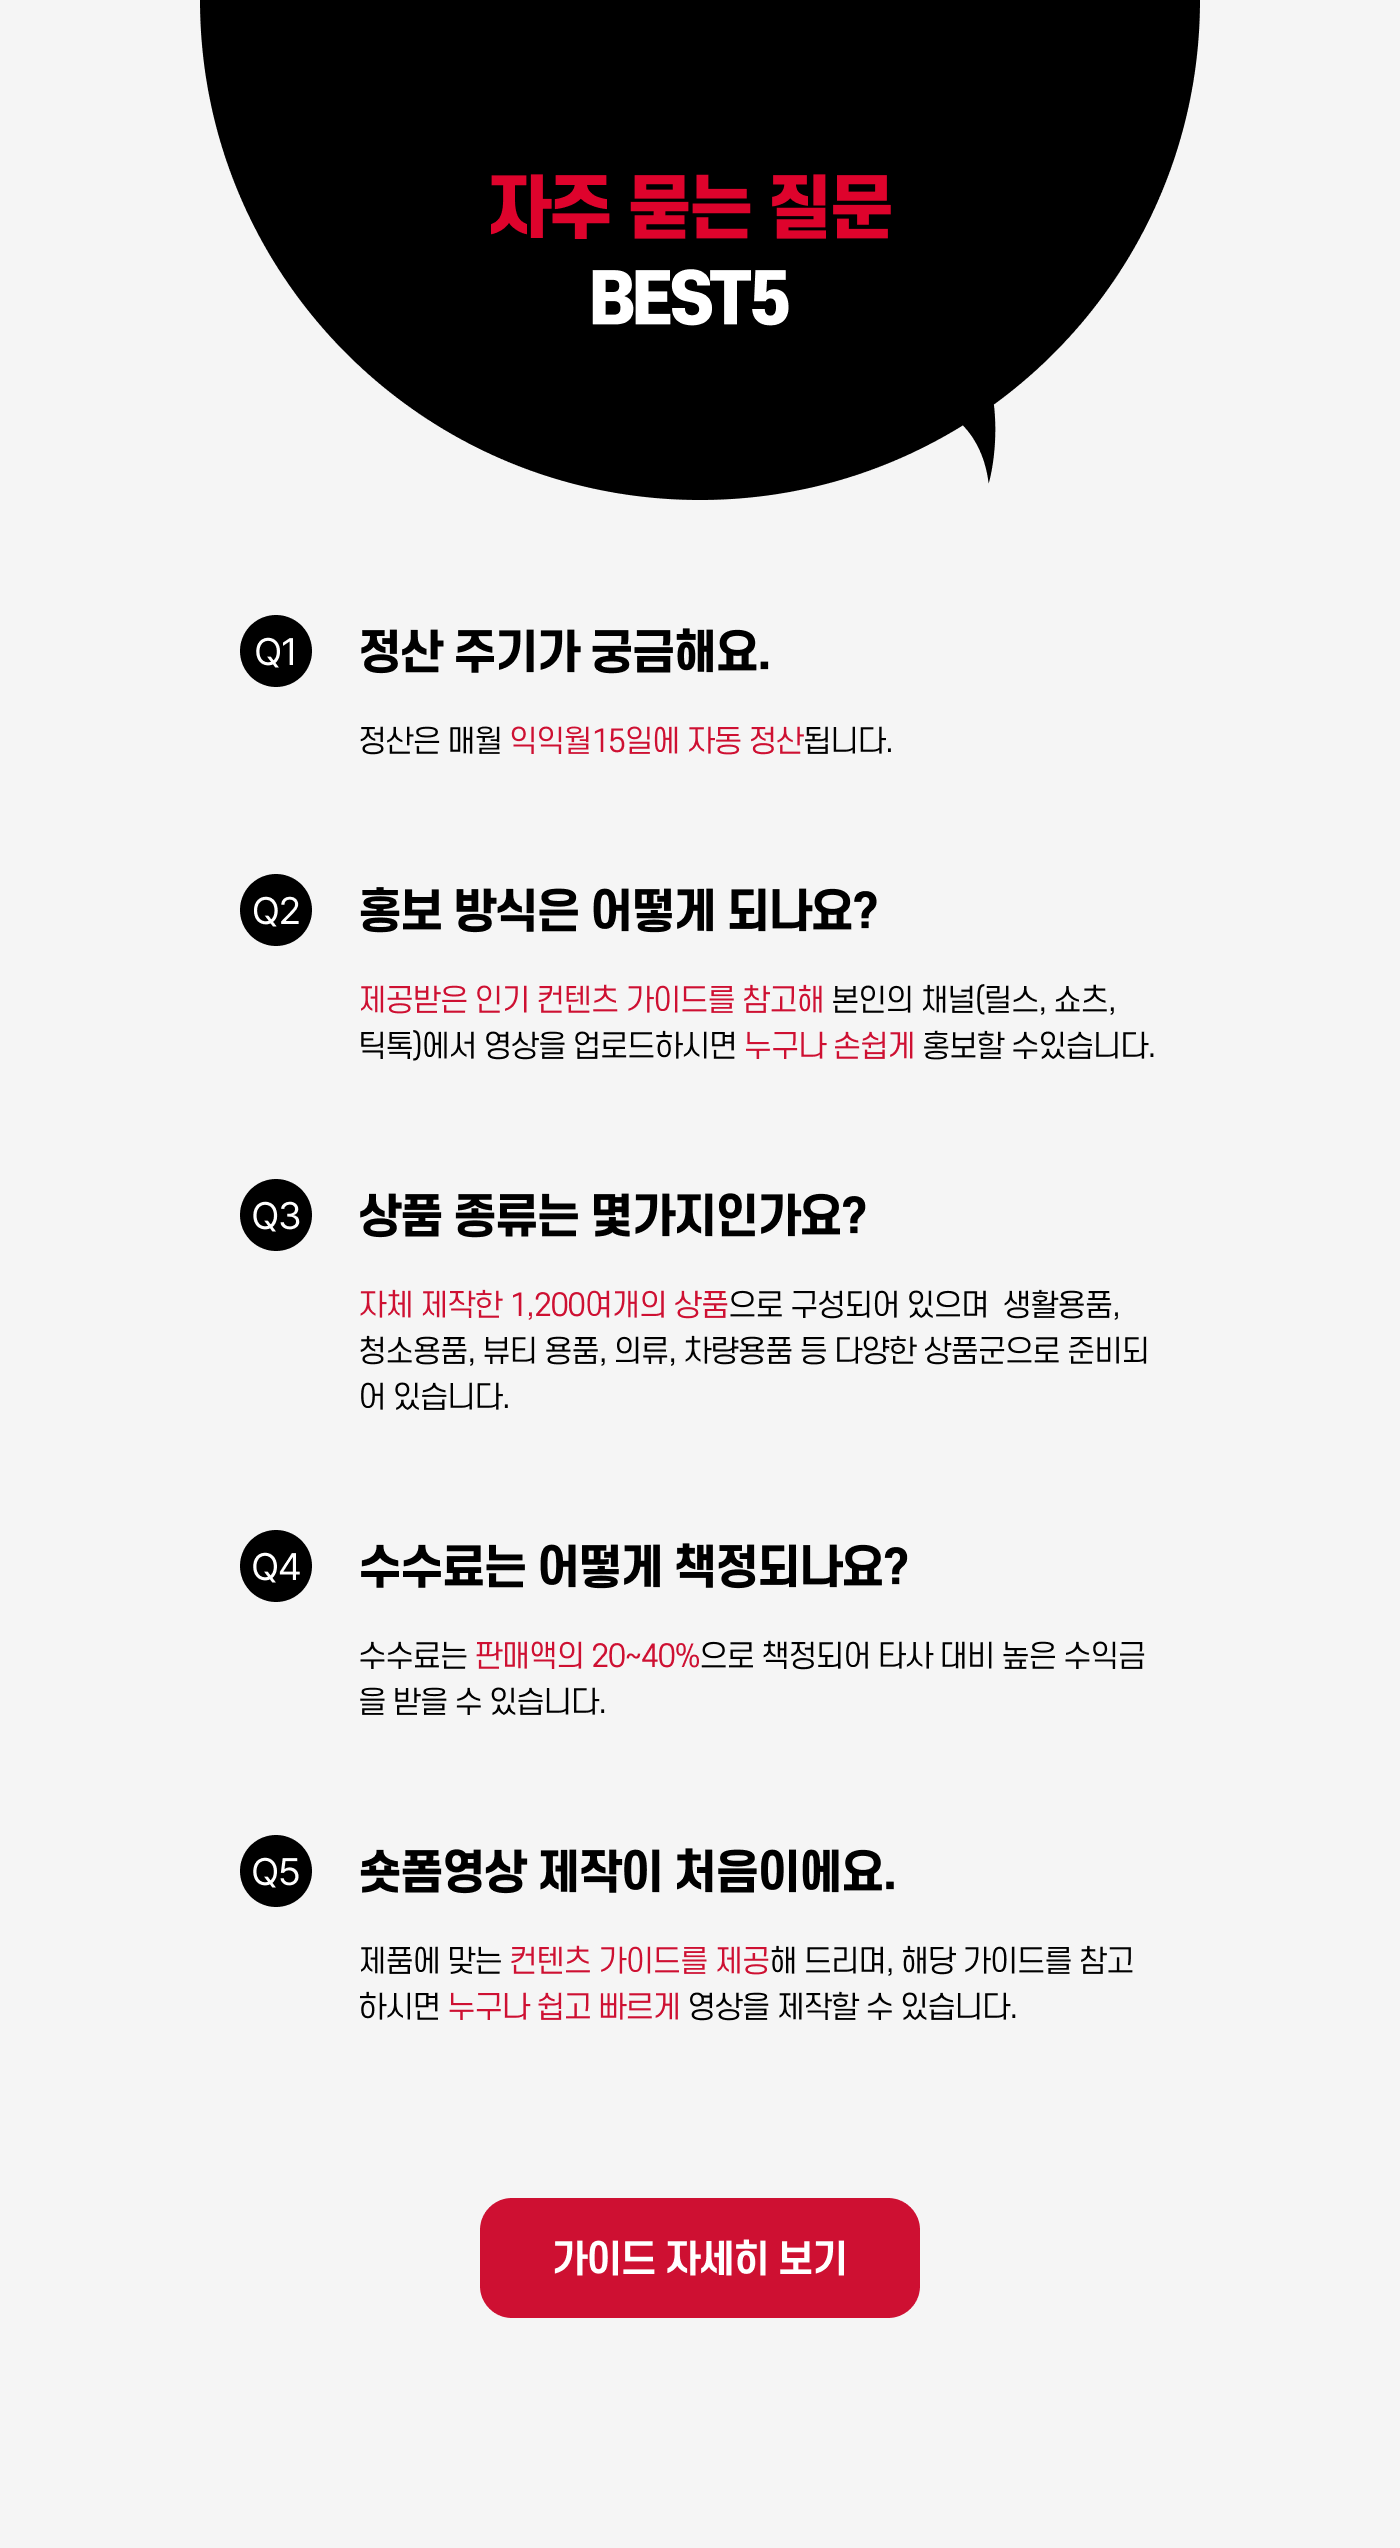 자주 묻는 질문
BEST5
Q1 정산 주기가 궁금해요.
정산은 매월 익익월15일에 자동 정산됩니다.
Q2 홍보 방식은 어떻게 되나요?
제공받은 인기 컨텐츠 가이드를 참고해 본인의 채널(릴스, 쇼츠,
틱톡)에서 영상을 업로드하시면 누구나 손쉽게 홍보할 수있습니다.
Q3 상품 종류는 몇가지인가요?
자체 제작한 1,200여개의 상품으로 구성되어 있으며  생활용품,
청소용품, 뷰티 용품, 의류, 차량용품 등 다양한 상품군으로 준비되
어 있습니다.
Q4 수수료는 어떻게 책정되나요?
수수료는 판매액의 20~40%으로 책정되어 타사 대비 높은 수익금
을 받을 수 있습니다.
Q5 숏폼영상 제작이 처음이에요.
제품에 맞는 컨텐츠 가이드를 제공해 드리며, 해당 가이드를 참고
하시면 누구나 쉽고 빠르게 영상을 제작할 수 있습니다.
가이드 자세히 보기